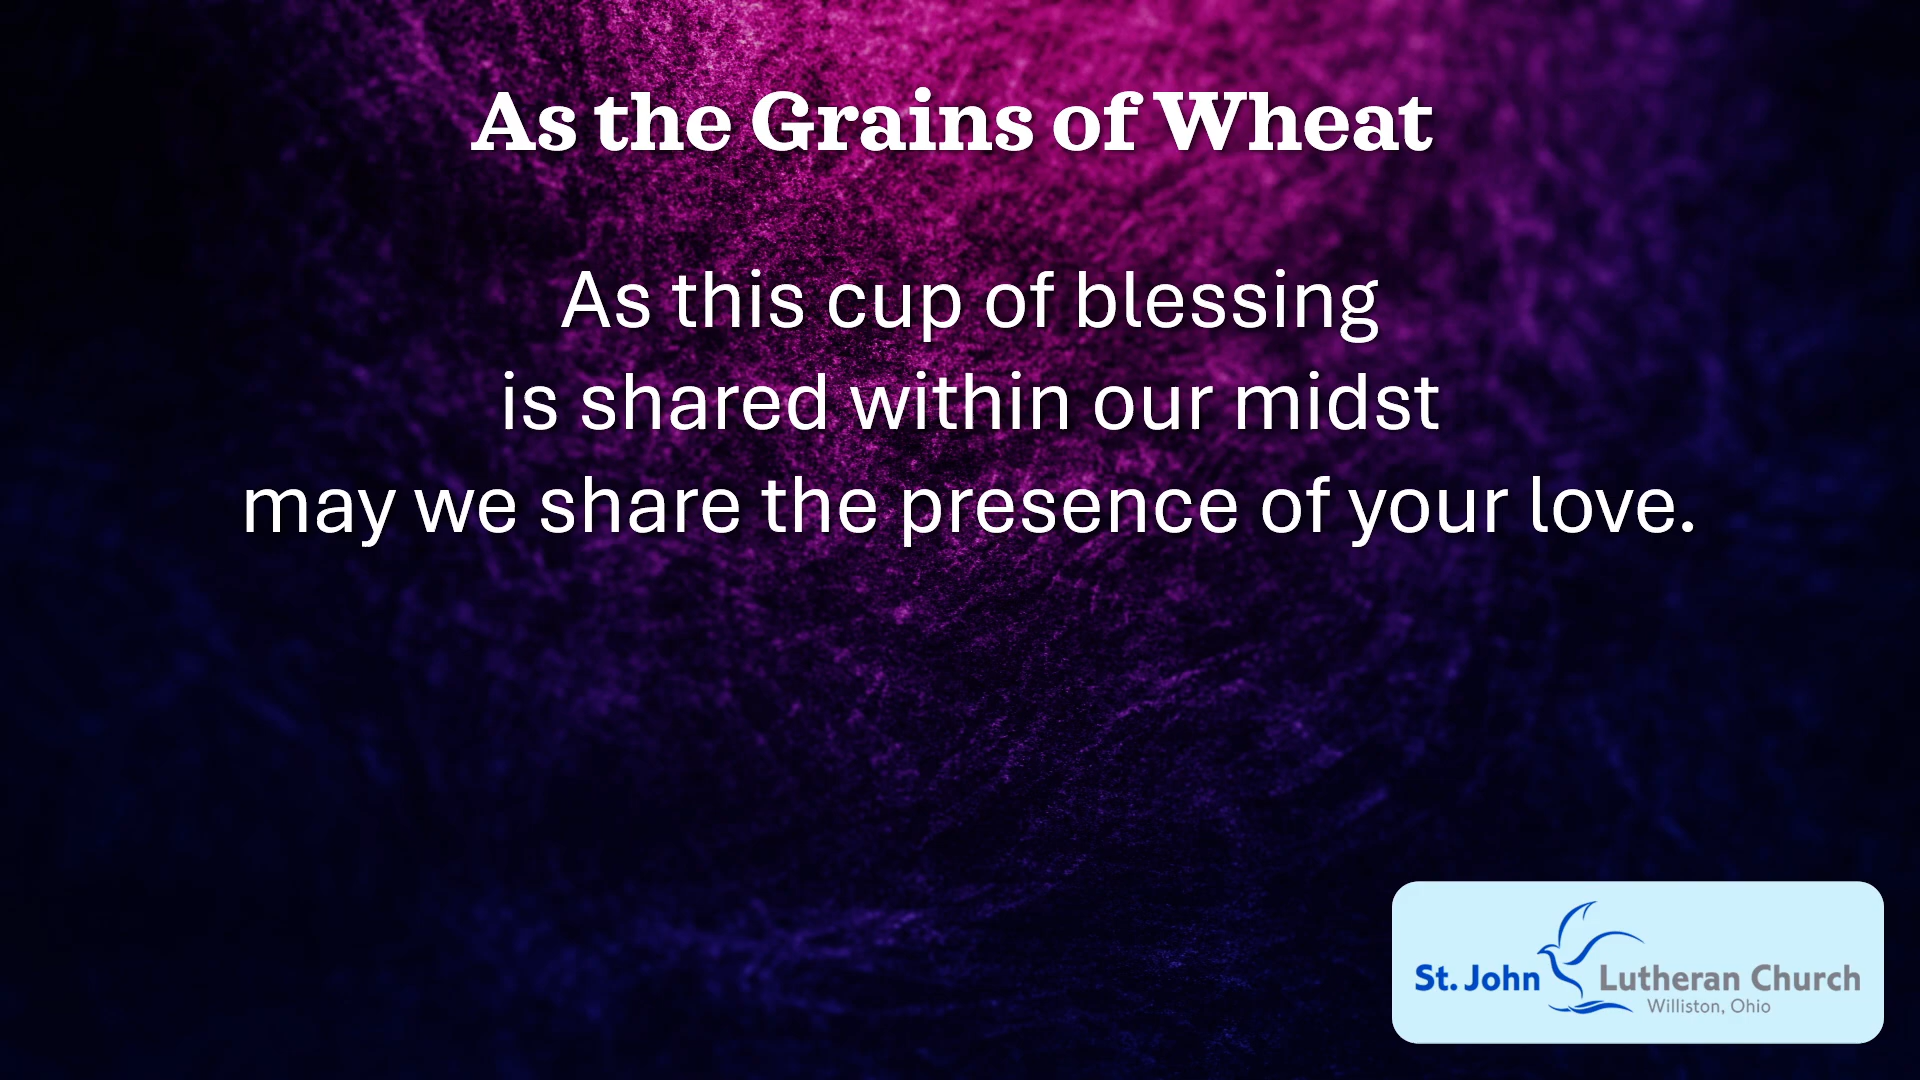 As the Grains of Wheat
As this cup of blessing
is shared within our midst
may we share the presence of your love.
St. John Lutheran Church
Williston, Ohio